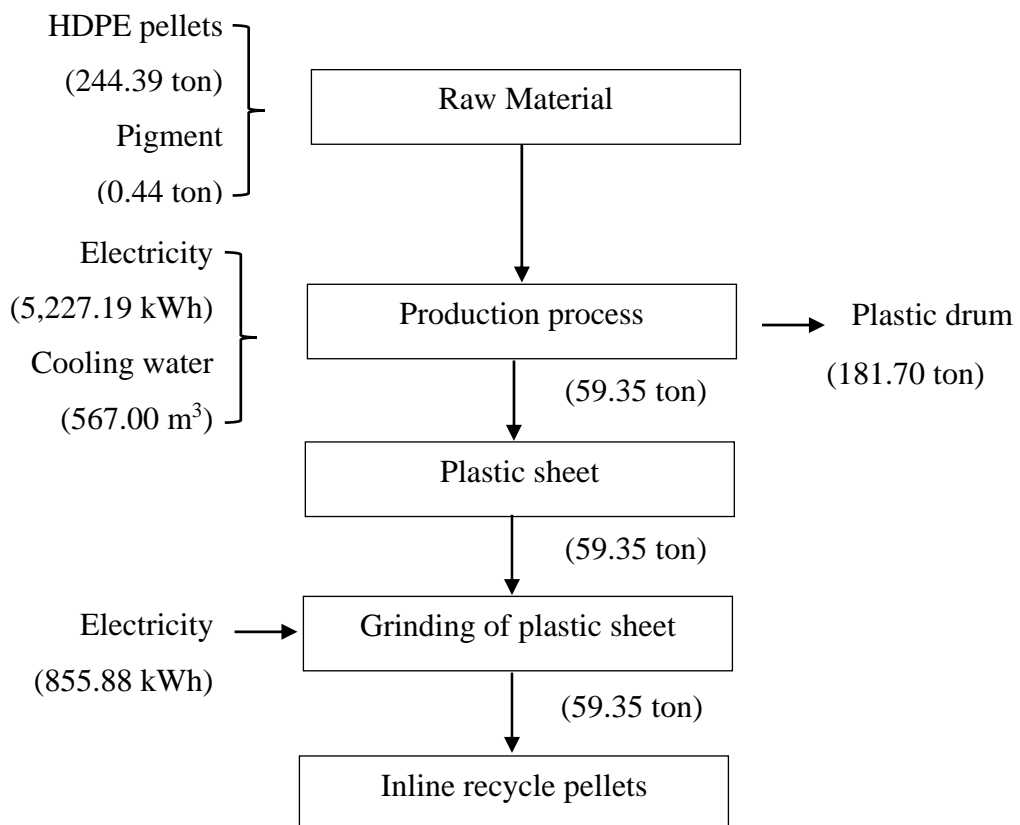 HDPE pellets
(244.39 ton)
Pigment
(0.44 ton)
Raw Material
Electricity
(5,227.19 kWh)
Cooling water
(567.00 m³)
Production process
Plastic drum
(181.70 ton)
(59.35 ton)
Plastic sheet
(59.35 ton)
Electricity
(855.88 kWh)
Grinding of plastic sheet
(59.35 ton)
Inline recycle pellets